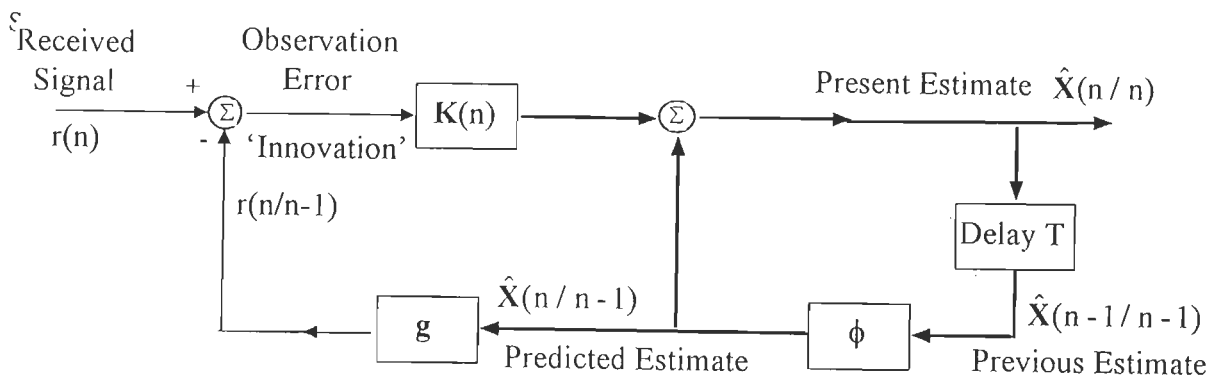 Received
Signal
r(n)
+
Σ
-
Observation
Error
'Innovation'
K(n)
Σ
Present Estimate X̂(n / n)
r(n/n-1)
Delay T
g
X̂(n / n - 1)
Predicted Estimate
ϕ
X̂(n - 1 / n - 1)
Previous Estimate